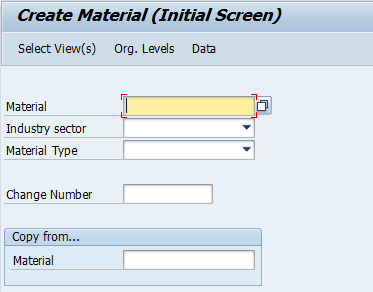 Create Material (Initial Screen)
Select View(s) Org. Levels Data
Material
Industry sector
Material Type
Change Number
Copy from...
Material